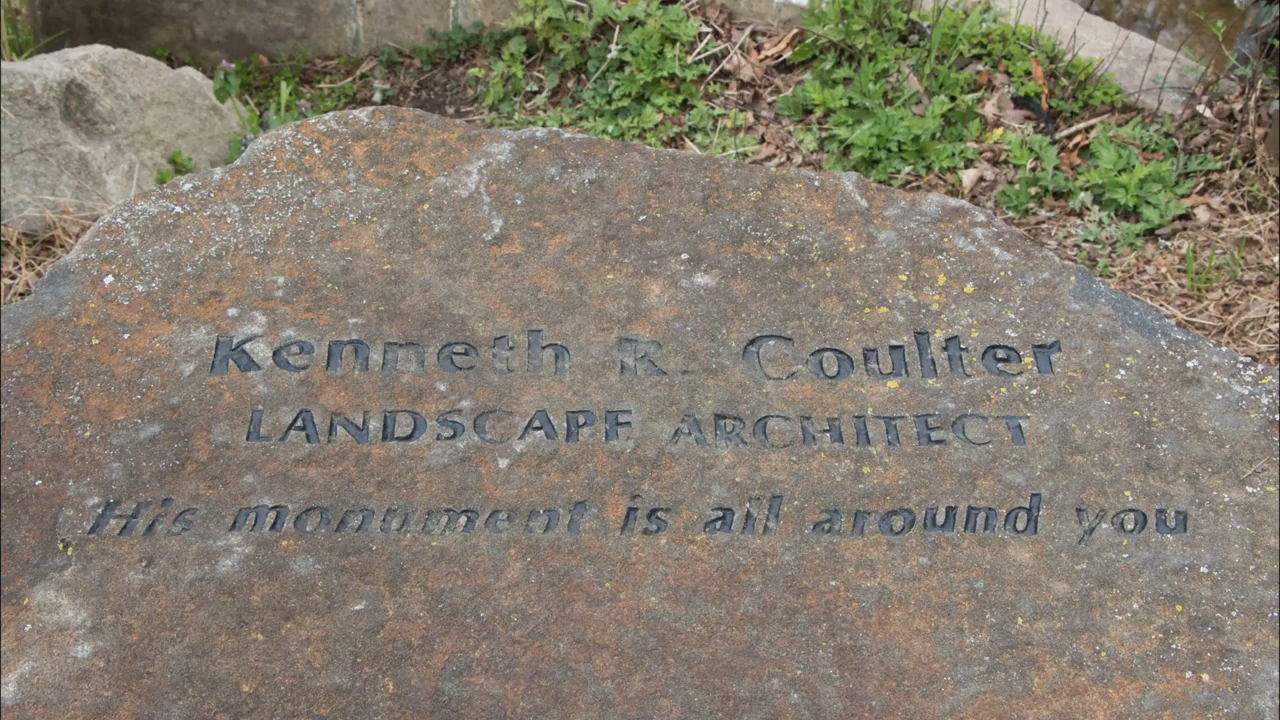 Kenneth R. Coulter
LANDSCAPE ARCHITECT
His monument is all around you